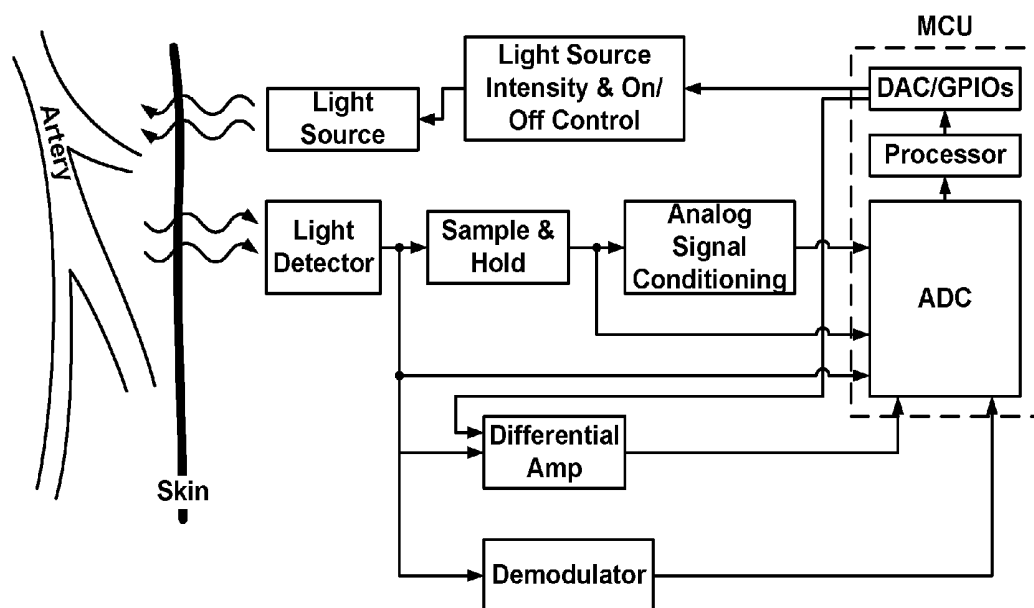 MCU
Light Source
Intensity & On/
Off Control
DAC/GPIOs
Light
Source
Processor
Artery
Light
Detector
Sample &
Hold
Analog
Signal
Conditioning
ADC
Differential
Amp
Skin
Demodulator